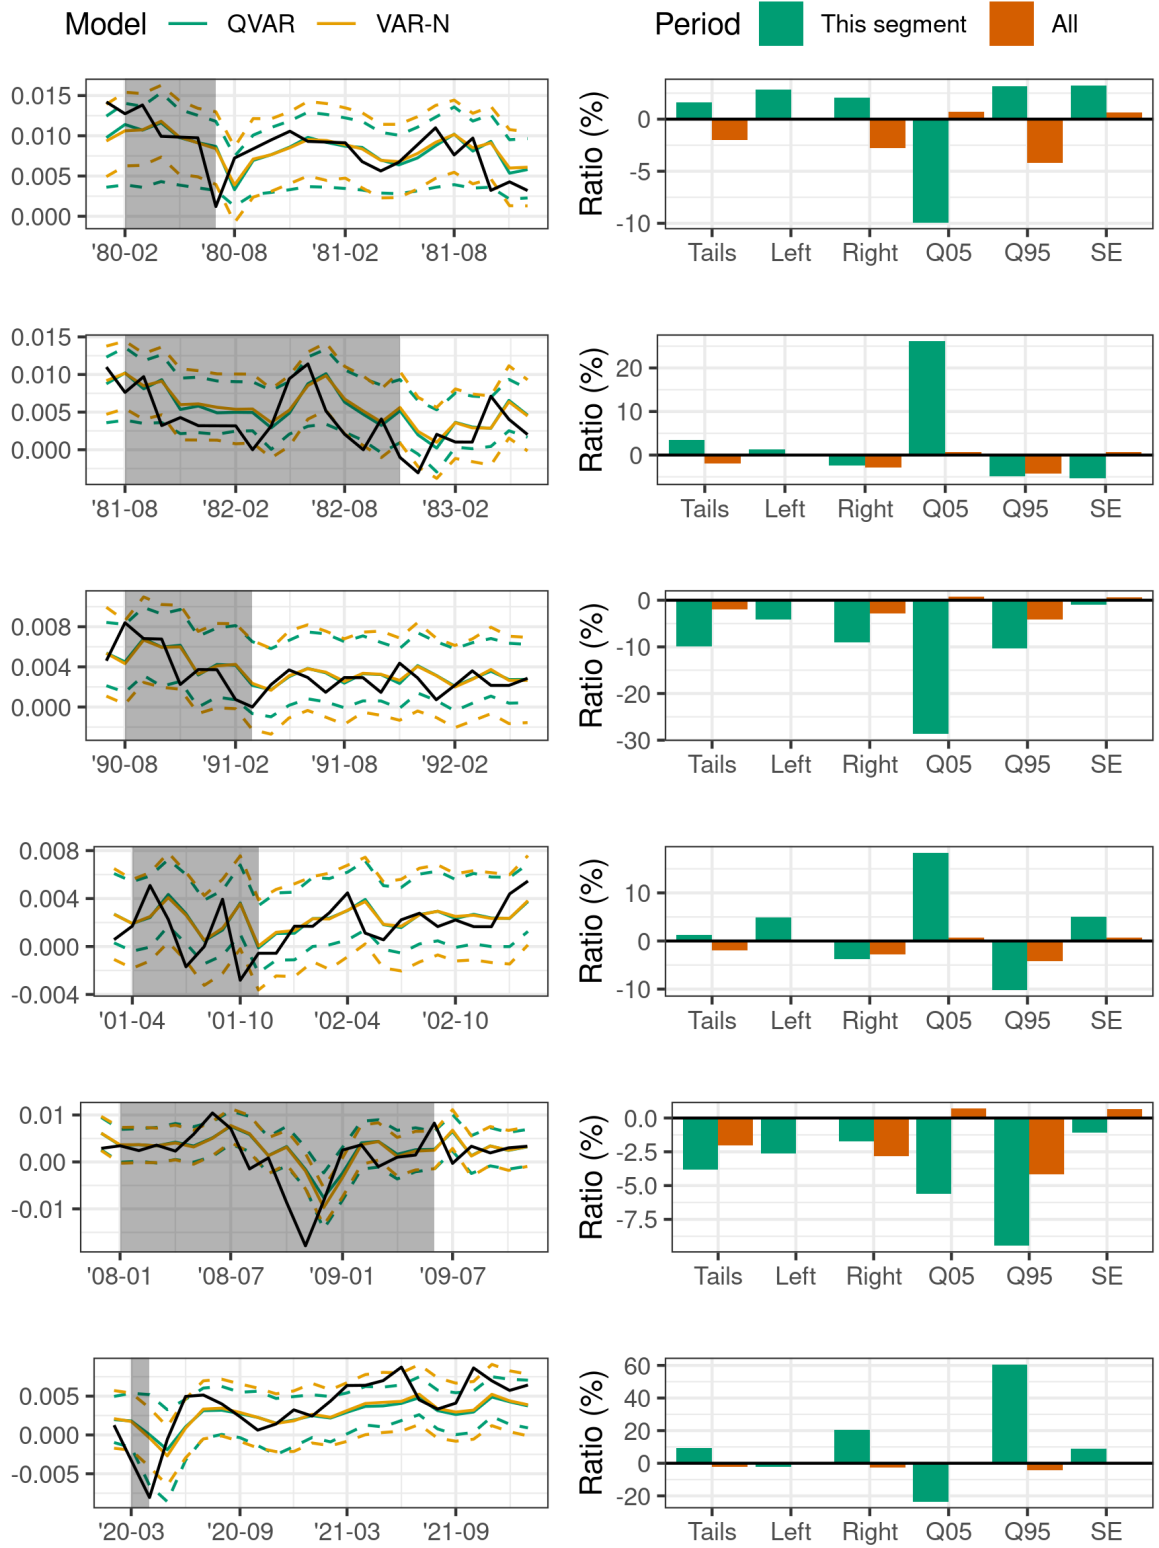 Model QVAR VAR-N Period This segment All
0.015
0.010
0.005
0.000
'80-02 '80-08 '81-02 '81-08
Ratio (%)
0
-5
-10
Tails Left Right Q05 Q95 SE
0.015
0.010
0.005
0.000
'81-08 '82-02 '82-08 '83-02
Ratio (%)
20
10
0
Tails Left Right Q05 Q95 SE
0.008
0.004
0.000
'90-08 '91-02 '91-08 '92-02
Ratio (%)
0
-10
-20
-30
Tails Left Right Q05 Q95 SE
0.008
0.004
0.000
-0.004
'01-04 '01-10 '02-04 '02-10
Ratio (%)
10
0
-10
Tails Left Right Q05 Q95 SE
0.01
0.00
-0.01
'08-01 '08-07 '09-01 '09-07
Ratio (%)
0.0
-2.5
-5.0
-7.5
Tails Left Right Q05 Q95 SE
0.005
0.000
-0.005
'20-03 '20-09 '21-03 '21-09
Ratio (%)
60
40
20
0
-20
Tails Left Right Q05 Q95 SE